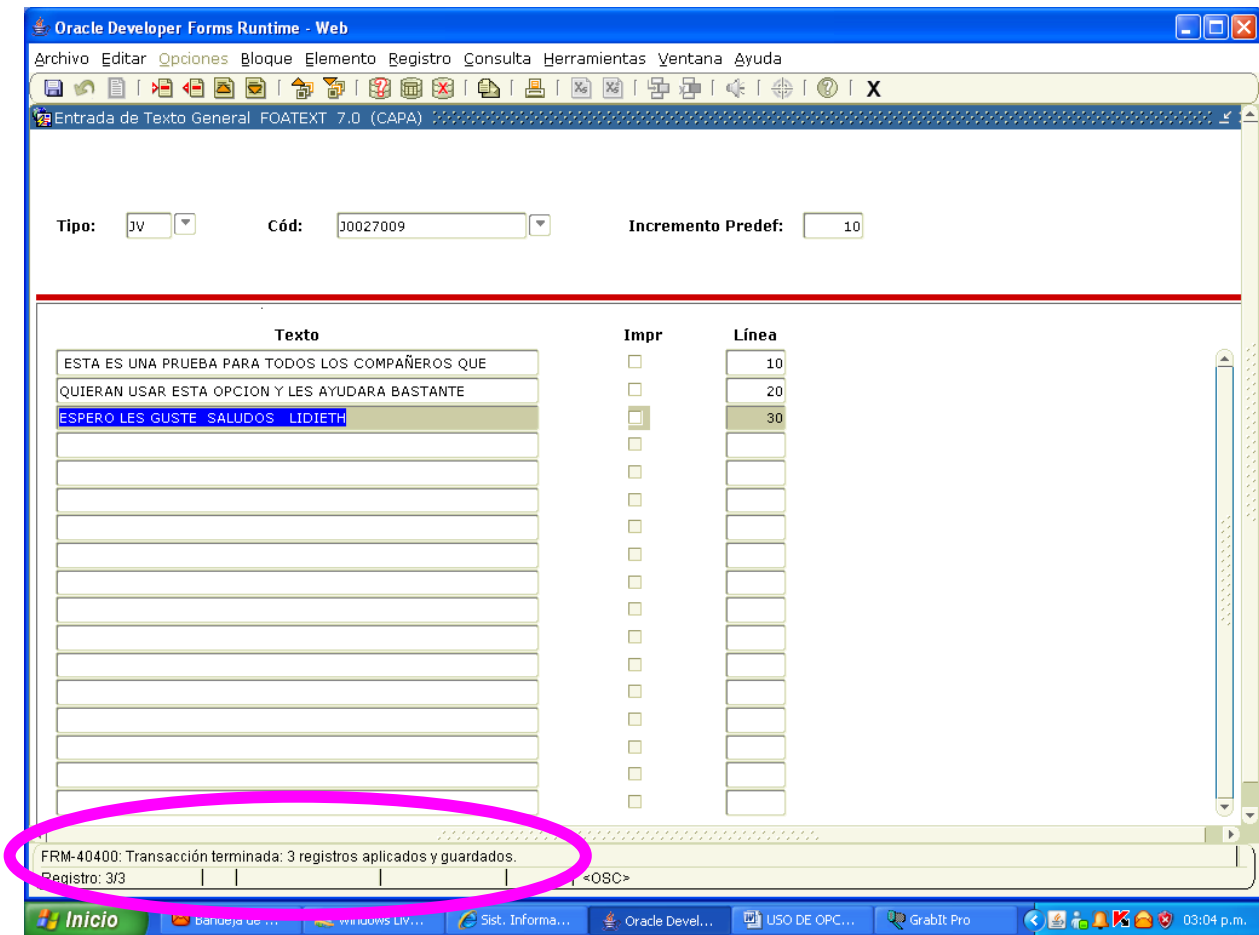 Oracle Developer Forms Runtime - Web
Archivo Editar Opciones Bloque Elemento Registro Consulta Herramientas Ventana Ayuda
X
Entrada de Texto General FOATEXT 7.0 (CAPA)
Tipo: JV Cód: J0027009 Incremento Predef: 10
Texto Impr Línea
ESTA ES UNA PRUEBA PARA TODOS LOS COMPAÑEROS QUE 10
QUIERAN USAR ESTA OPCION Y LES AYUDARA BASTANTE 20
ESPERO LES GUSTE SALUDOS LIDIETH 30
FRM-40400: Transacción terminada: 3 registros aplicados y guardados.
Registro: 3/3 <OSC>
Inicio Bandeja de ... Windows Liv... Sist. Informa... Oracle Devel... USO DE OPC... GrabIt Pro 03:04 p.m.